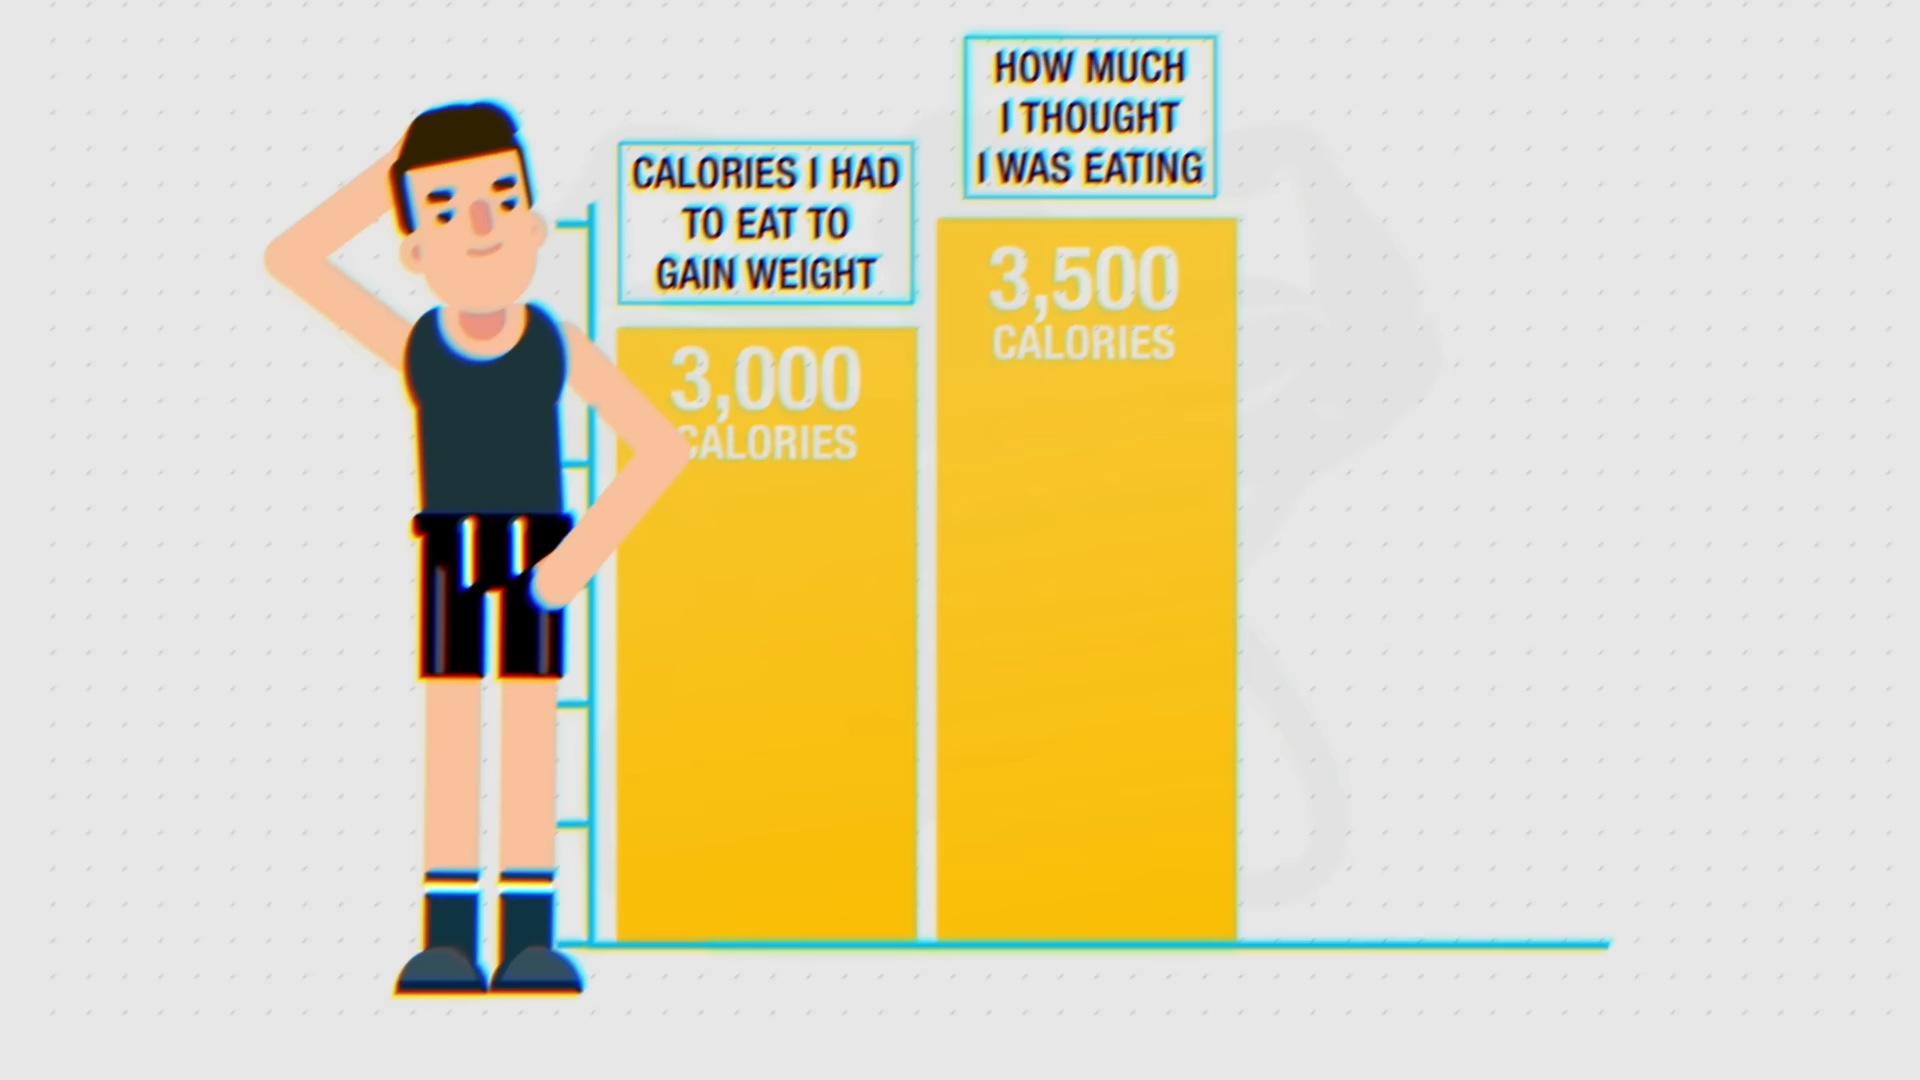 CALORIES I HAD
TO EAT TO
GAIN WEIGHT
3,000
CALORIES
HOW MUCH
I THOUGHT
I WAS EATING
3,500
CALORIES